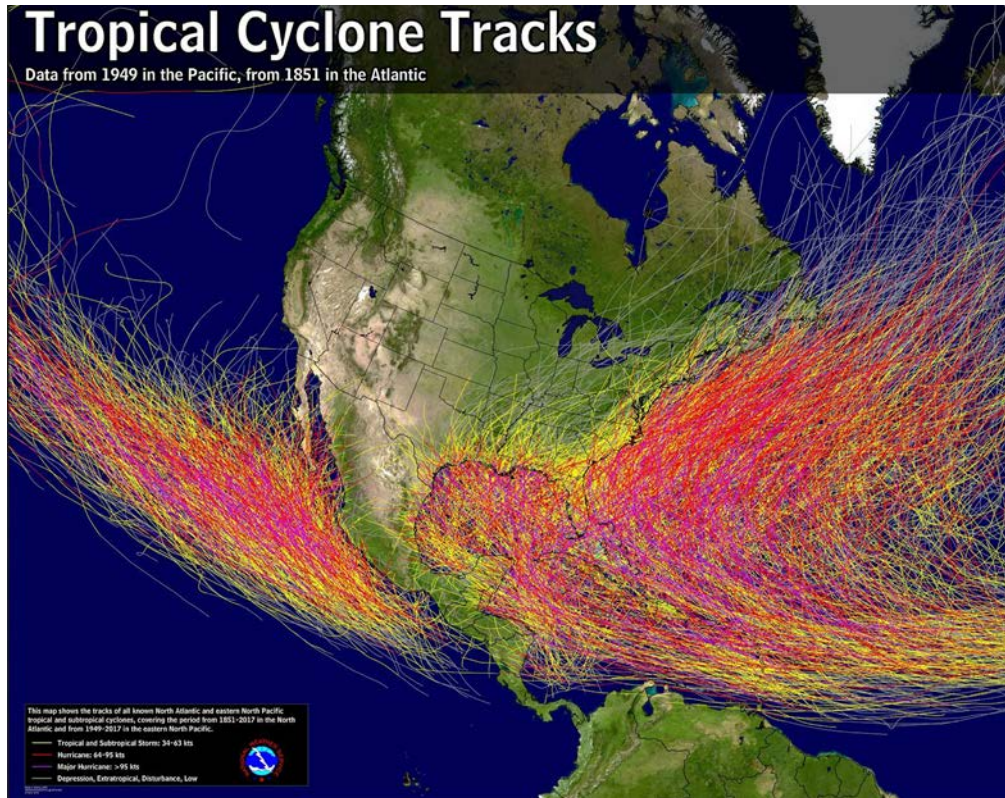 Tropical Cyclone Tracks
Data from 1949 in the Pacific, from 1851 in the Atlantic
This map shows the tracks of all known North Atlantic and eastern North Pacific
tropical and subtropical cyclones, covering the period from 1851-2017 in the North
Atlantic and from 1949-2017 in the eastern North Pacific.
Tropical and Subtropical Storm: 34-63 kts
Hurricane: 64-95 kts
Major Hurricane: >95 kts
Depression, Extratropical, Disturbance, Low